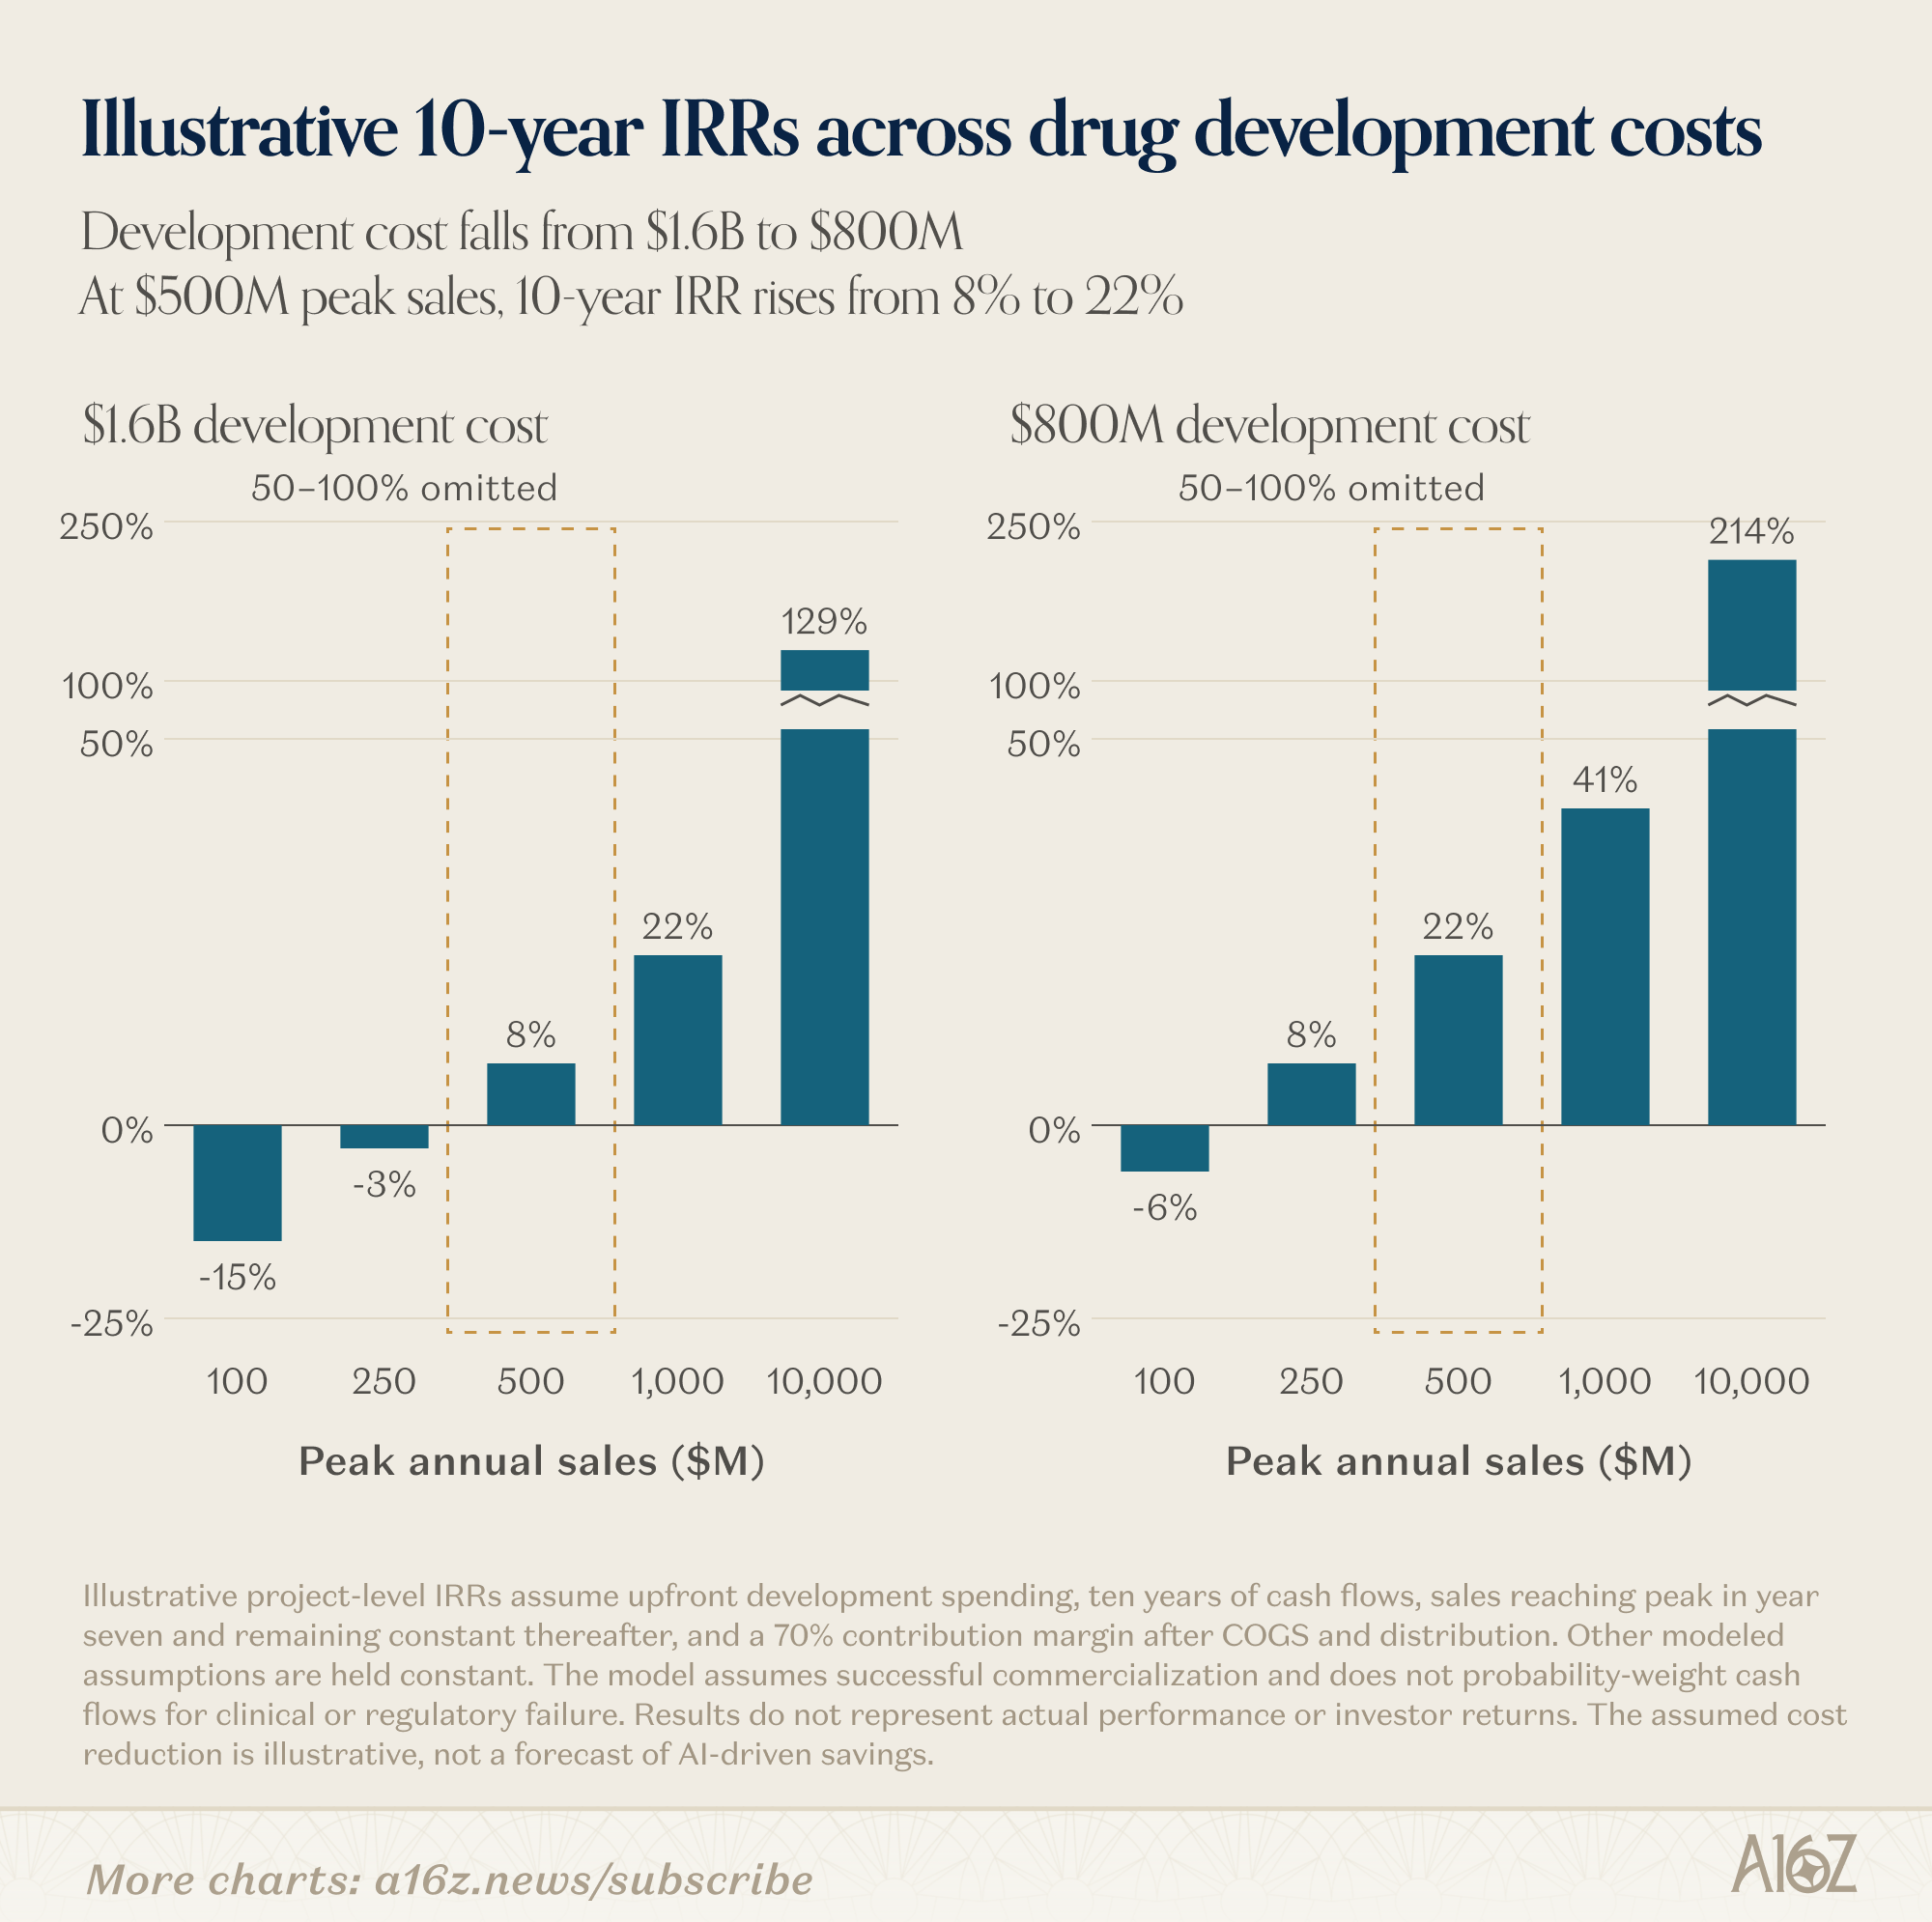 Illustrative 10-year IRRs across drug development costs
Development cost falls from $1.6B to $800M
At $500M peak sales, 10-year IRR rises from 8% to 22%
$1.6B development cost
50–100% omitted
250%
100%
50%
0%
-25%
-15%
-3%
8%
22%
129%
100
250
500
1,000
10,000
Peak annual sales ($M)
$800M development cost
50–100% omitted
250%
100%
50%
0%
-25%
-6%
8%
22%
41%
214%
100
250
500
1,000
10,000
Peak annual sales ($M)
Illustrative project-level IRRs assume upfront development spending, ten years of cash flows, sales reaching peak in year
seven and remaining constant thereafter, and a 70% contribution margin after COGS and distribution. Other modeled
assumptions are held constant. The model assumes successful commercialization and does not probability-weight cash
flows for clinical or regulatory failure. Results do not represent actual performance or investor returns. The assumed cost
reduction is illustrative, not a forecast of AI-driven savings.
More charts: a16z.news/subscribe
A16Z